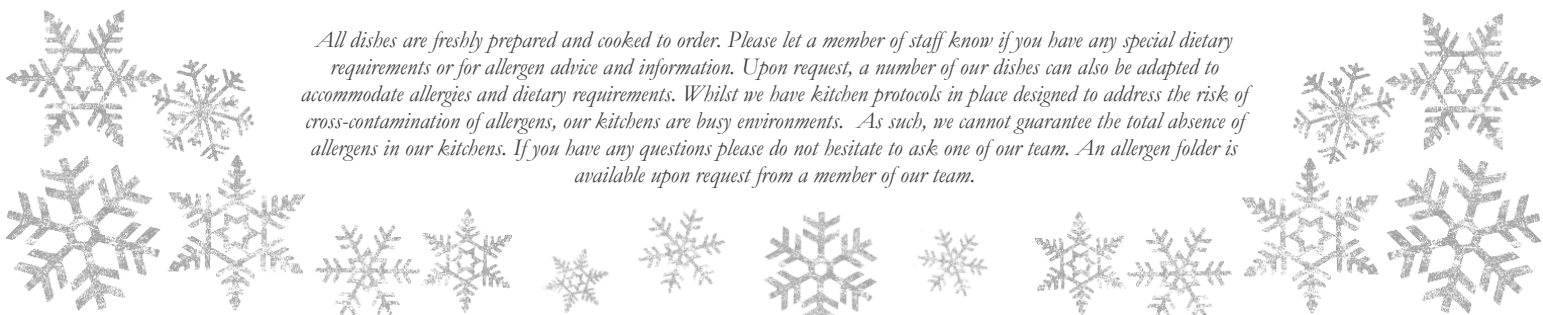 All dishes are freshly prepared and cooked to order. Please let a member of staff know if you have any special dietary
requirements or for allergen advice and information. Upon request, a number of our dishes can also be adapted to
accommodate allergies and dietary requirements. Whilst we have kitchen protocols in place designed to address the risk of
cross-contamination of allergens, our kitchens are busy environments.  As such, we cannot guarantee the total absence of
allergens in our kitchens. If you have any questions please do not hesitate to ask one of our team. An allergen folder is
available upon request from a member of our team.